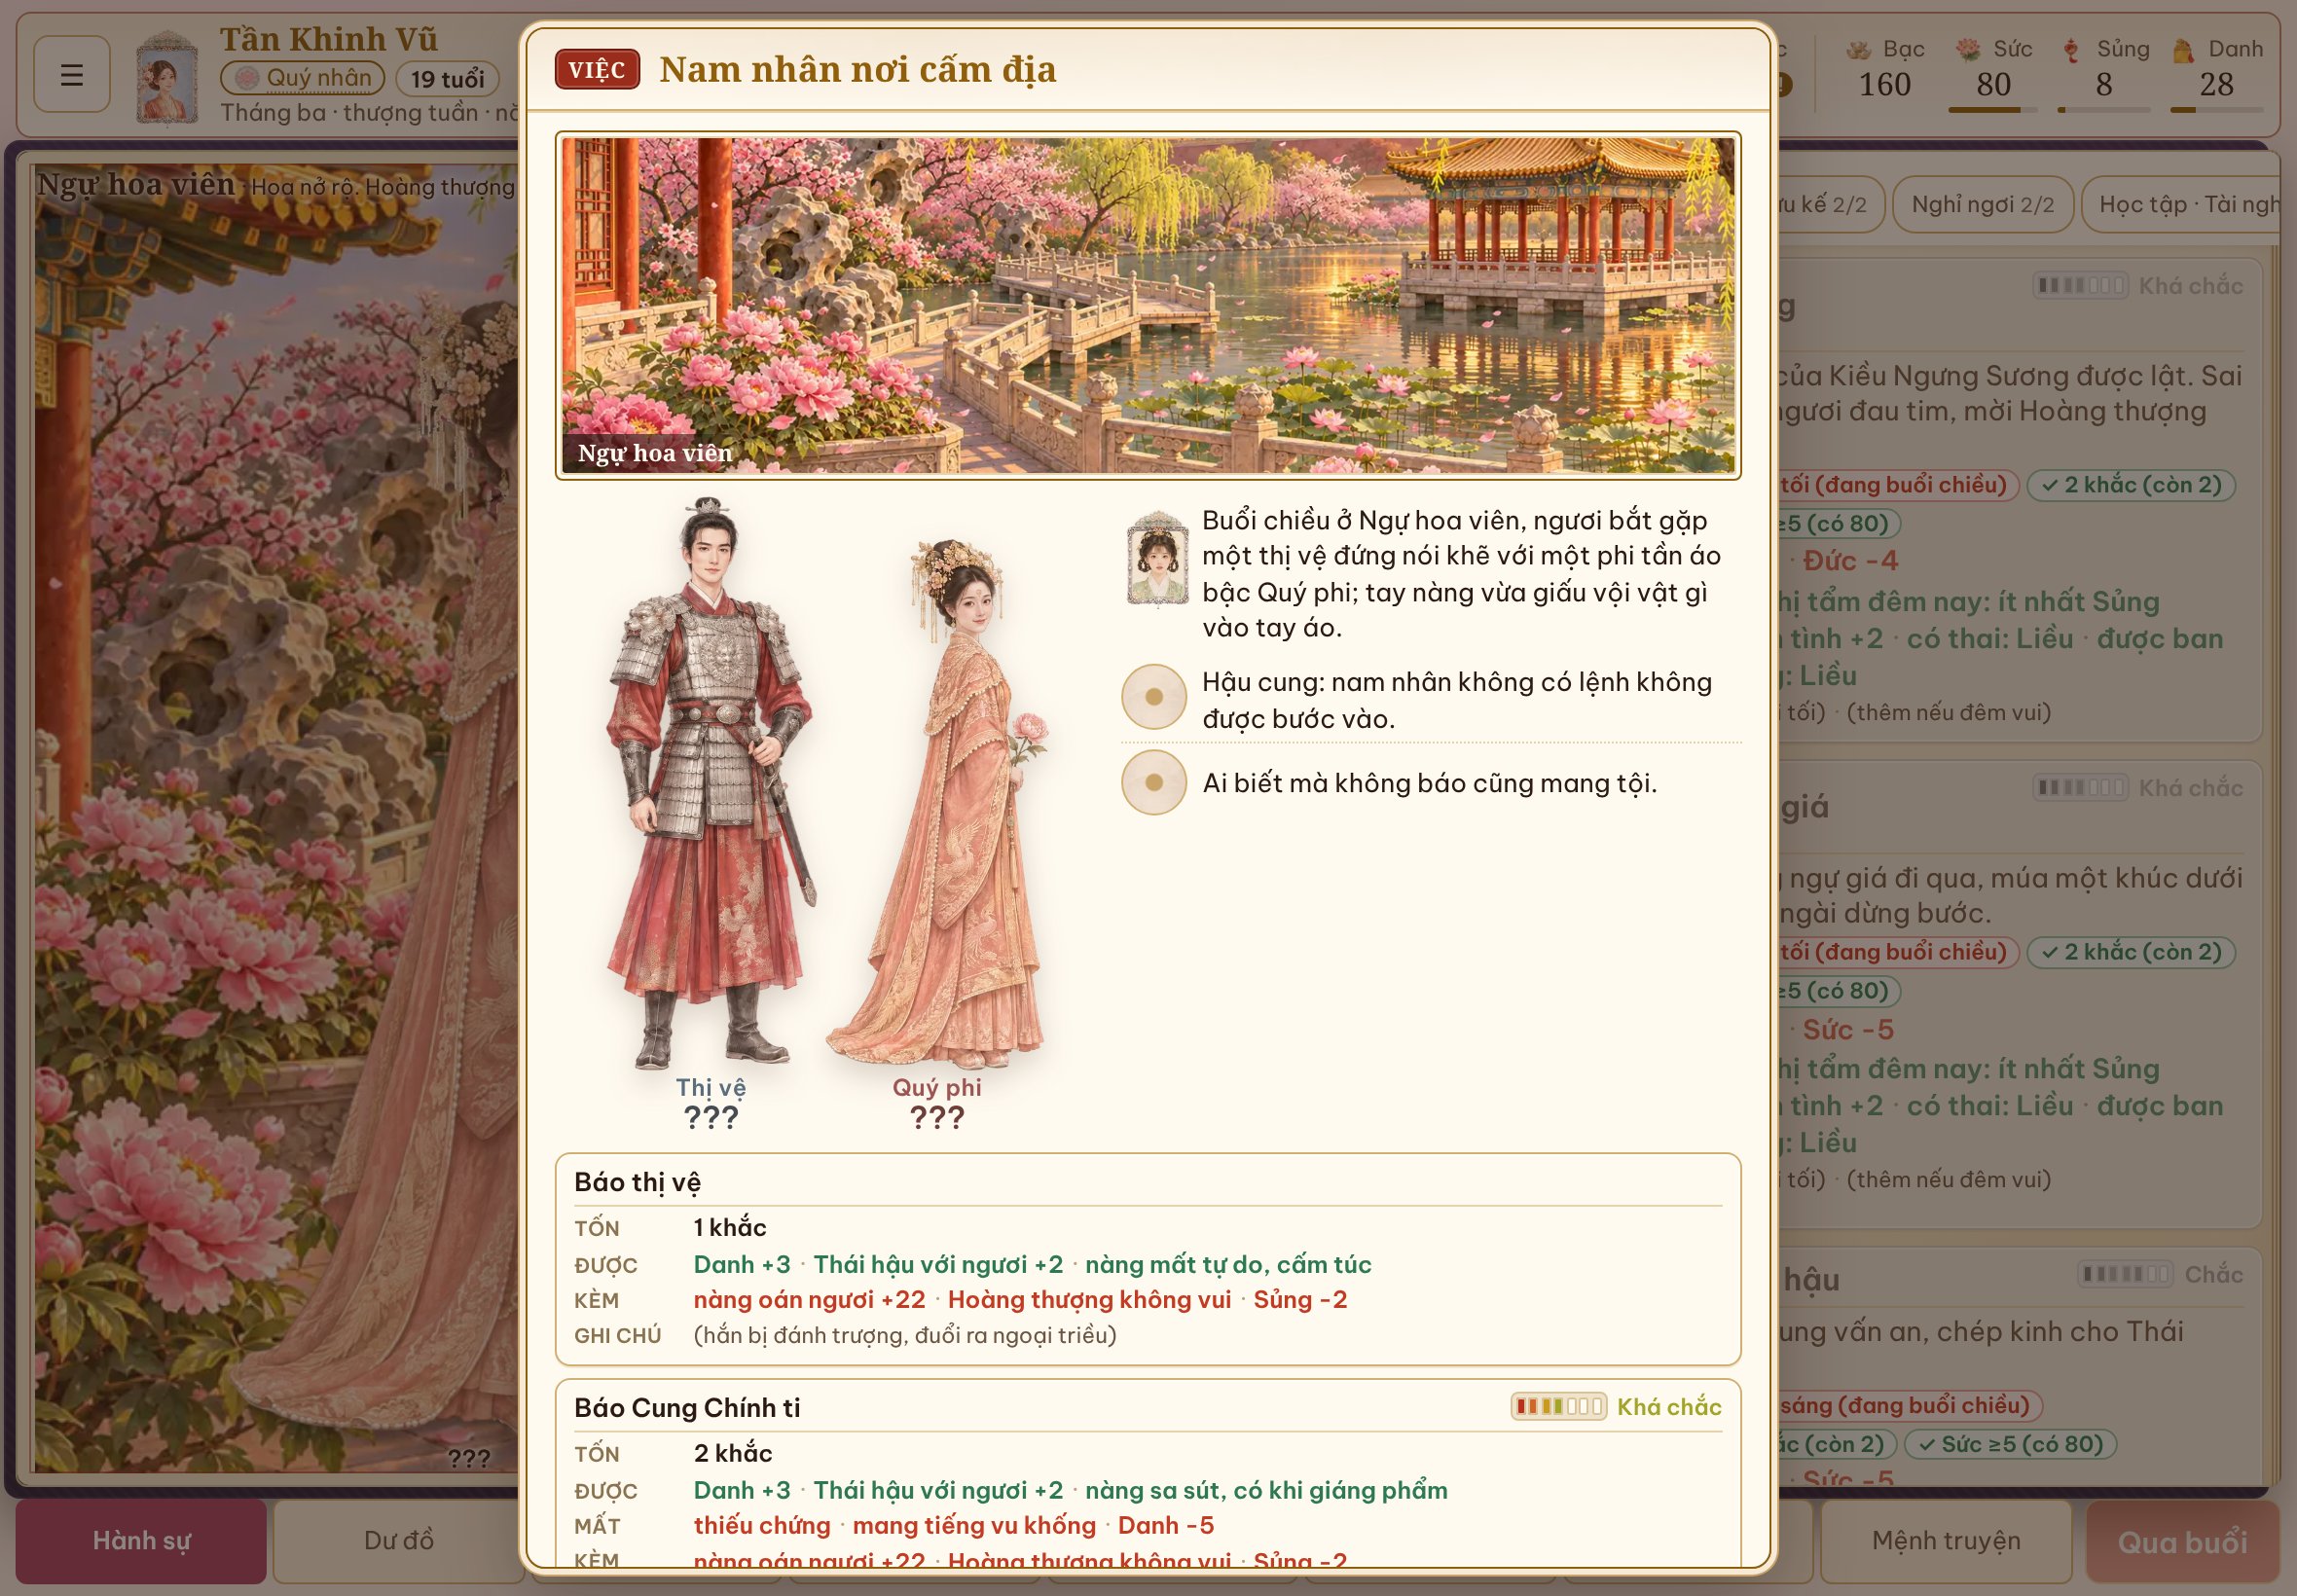 Tần Khinh Vũ
Quý nhân
19 tuổi
Tháng ba · thượng tuần
Bạc
160
Sức
80
Sủng
8
Danh
28
Ngự hoa viên · Hoa nở rộ. Hoàng thượng
???
VIỆC
Nam nhân nơi cấm địa
Ngự hoa viên
Buổi chiều ở Ngự hoa viên, ngươi bắt gặp
một thị vệ đứng nói khẽ với một phi tần áo
bậc Quý phi; tay nàng vừa giấu vội vật gì
vào tay áo.
Hậu cung: nam nhân không có lệnh không
được bước vào.
Ai biết mà không báo cũng mang tội.
Thị vệ
???
Quý phi
???
Báo thị vệ
TỐN 1 khắc
ĐƯỢC Danh +3 · Thái hậu với ngươi +2 · nàng mất tự do, cấm túc
KÈM nàng oán ngươi +22 · Hoàng thượng không vui · Sủng -2
GHI CHÚ (hắn bị đánh trượng, đuổi ra ngoại triều)
Báo Cung Chính ti
Khá chắc
TỐN 2 khắc
ĐƯỢC Danh +3 · Thái hậu với ngươi +2 · nàng sa sút, có khi giáng phẩm
MẤT thiếu chứng · mang tiếng vu khống · Danh -5
KÈM nàng oán ngươi +22 · Hoàng thượng không vui · Sủng -2
kế 2/2
Nghỉ ngơi 2/2
Học tập · Tài
Khá chắc
của Kiều Ngưng Sương được lật. Sai
ngươi đau tim, mời Hoàng thượng
tối (đang buổi chiều)
✓ 2 khắc (còn 2)
≥5 (có 80)
· Đức -4
tẩm đêm nay: ít nhất Sủng
tình +2 · có thai: Liều · được ban
Liều
tối) · (thêm nếu đêm vui)
Khá chắc
giá
ngự giá đi qua, múa một khúc dưới
ngài dừng bước.
tối (đang buổi chiều)
✓ 2 khắc (còn 2)
≥5 (có 80)
· Sức -5
tẩm đêm nay: ít nhất Sủng
tình +2 · có thai: Liều · được ban
Liều
tối) · (thêm nếu đêm vui)
hậu
Chắc
vấn an, chép kinh cho Thái
sáng (đang buổi chiều)
(còn 2)
✓ Sức ≥5 (có 80)
· Sức -5
Hành sự
Dư đồ
Mệnh truyện
Qua buổi